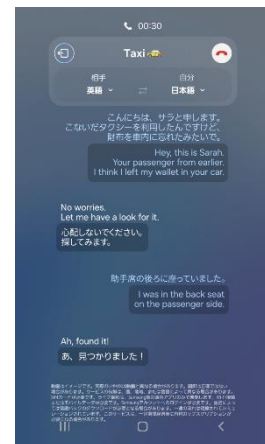 00:30
Taxi
相手
自分
英語
日本語
こんにちは、サラと申します。
こないだタクシーを利用したんですけど、
財布を車内に忘れたみたいで。
Hey, this is Sarah.
Your passenger from earlier.
I think I left my wallet in your car.
No worries.
Let me have a look for it.
心配しないでください。
探してみます。
助手席の後ろに座っていました。
I was in the back seat
on the passenger side.
Ah, found it!
あ、見つかりました！